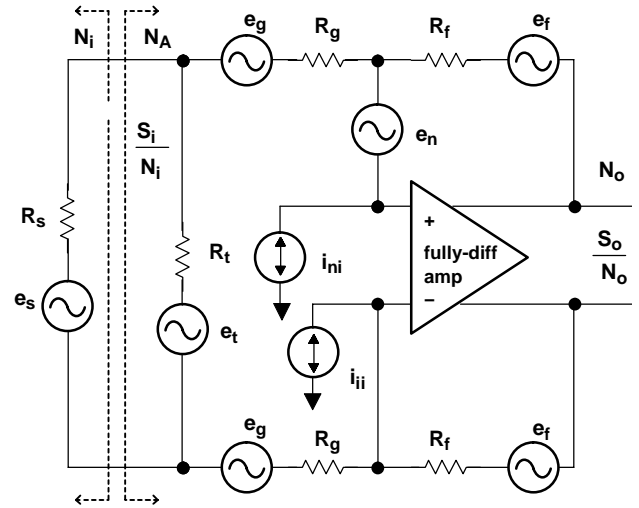 Ni NA eg Rg Rf ef
en
Si
Ni
No
Rs
Rt
ini
+
fully-diff
amp
−
So
No
es
et
iii
eg Rg Rf ef